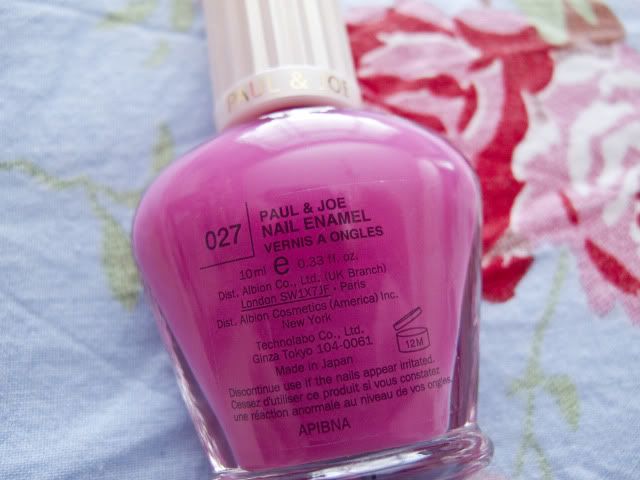 PAUL & JOE
027
PAUL & JOE
NAIL ENAMEL
VERNIS A ONGLES
10ml e 0.33 fl. oz.
Dist. Albion Co., Ltd. (UK Branch)
London SW1X7JF • Paris
Dist. Albion Cosmetics (America) Inc.
New York
Technolabo Co., Ltd.
Ginza Tokyo 104-0061
12M
Made in Japan
Discontinue use if the nails appear irritated.
Cessez d'utiliser ce produit si vous constatez
une réaction anormale au niveau de vos ongles.
APIBNA